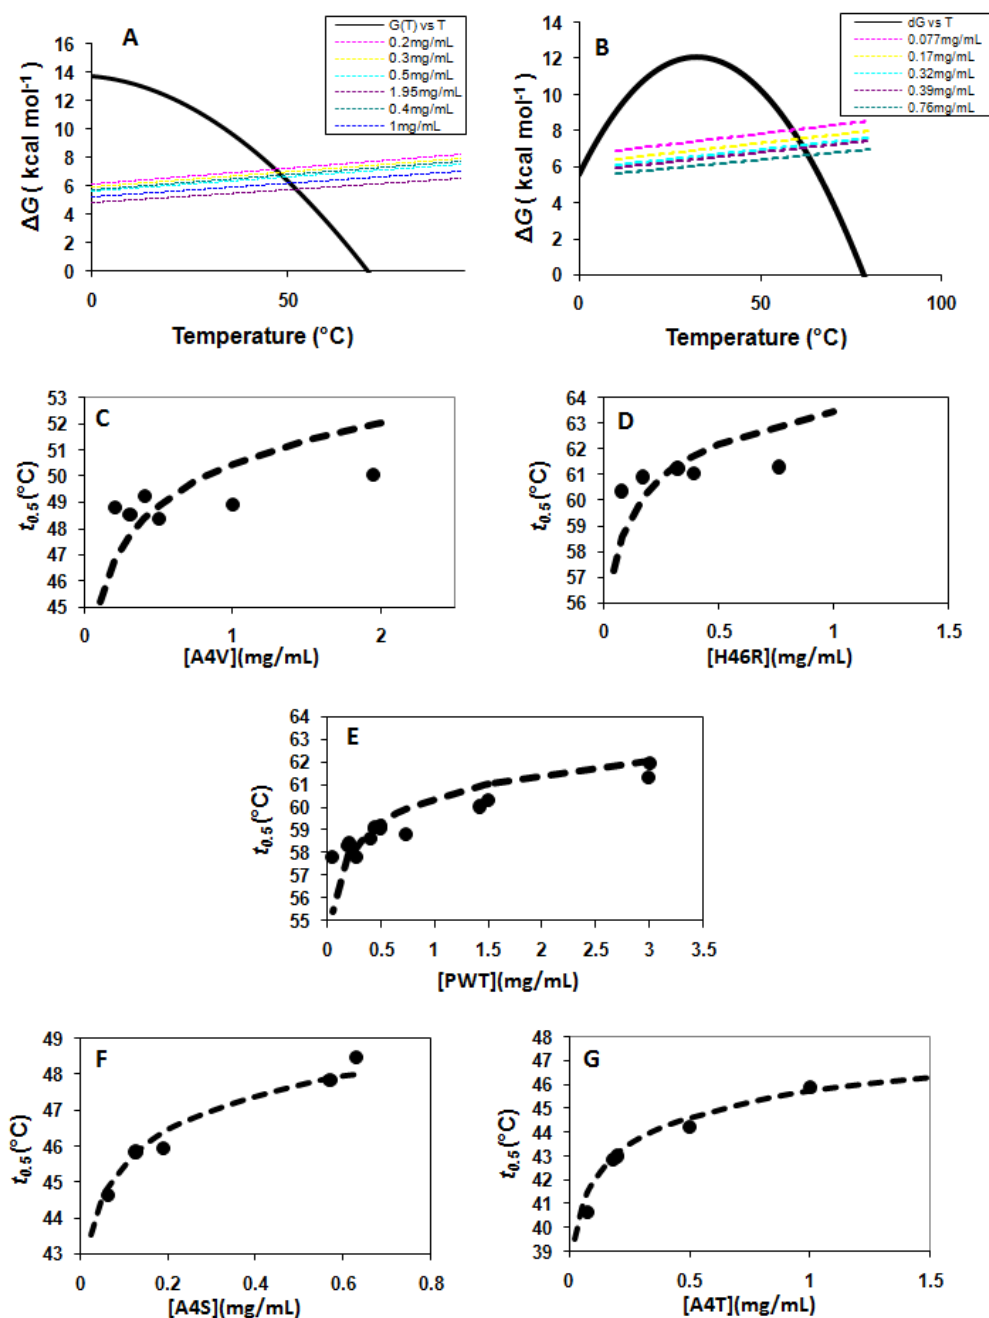 A
G(T) vs T
0.2mg/mL
0.3mg/mL
0.5mg/mL
1.95mg/mL
0.4mg/mL
1mg/mL
16
14
12
10
8
6
4
2
0
0
50
ΔG ( kcal mol-1 )
Temperature (°C)
B
dG vs T
0.077mg/mL
0.17mg/mL
0.32mg/mL
0.39mg/mL
0.76mg/mL
14
12
10
8
6
4
2
0
0
50
100
ΔG ( kcal mol-1 )
Temperature (°C)
C
53
52
51
50
49
48
47
46
45
0
1
2
t0.5 (°C)
[A4V](mg/mL)
D
64
63
62
61
60
59
58
57
56
0
0.5
1
1.5
t0.5 (°C)
[H46R](mg/mL)
E
64
63
62
61
60
59
58
57
56
55
0
0.5
1
1.5
2
2.5
3
3.5
t0.5 (°C)
[PWT](mg/mL)
F
49
48
47
46
45
44
43
0
0.2
0.4
0.6
0.8
t0.5 (°C)
[A4S](mg/mL)
G
48
47
46
45
44
43
42
41
40
39
0
0.5
1
1.5
t0.5 (°C)
[A4T](mg/mL)